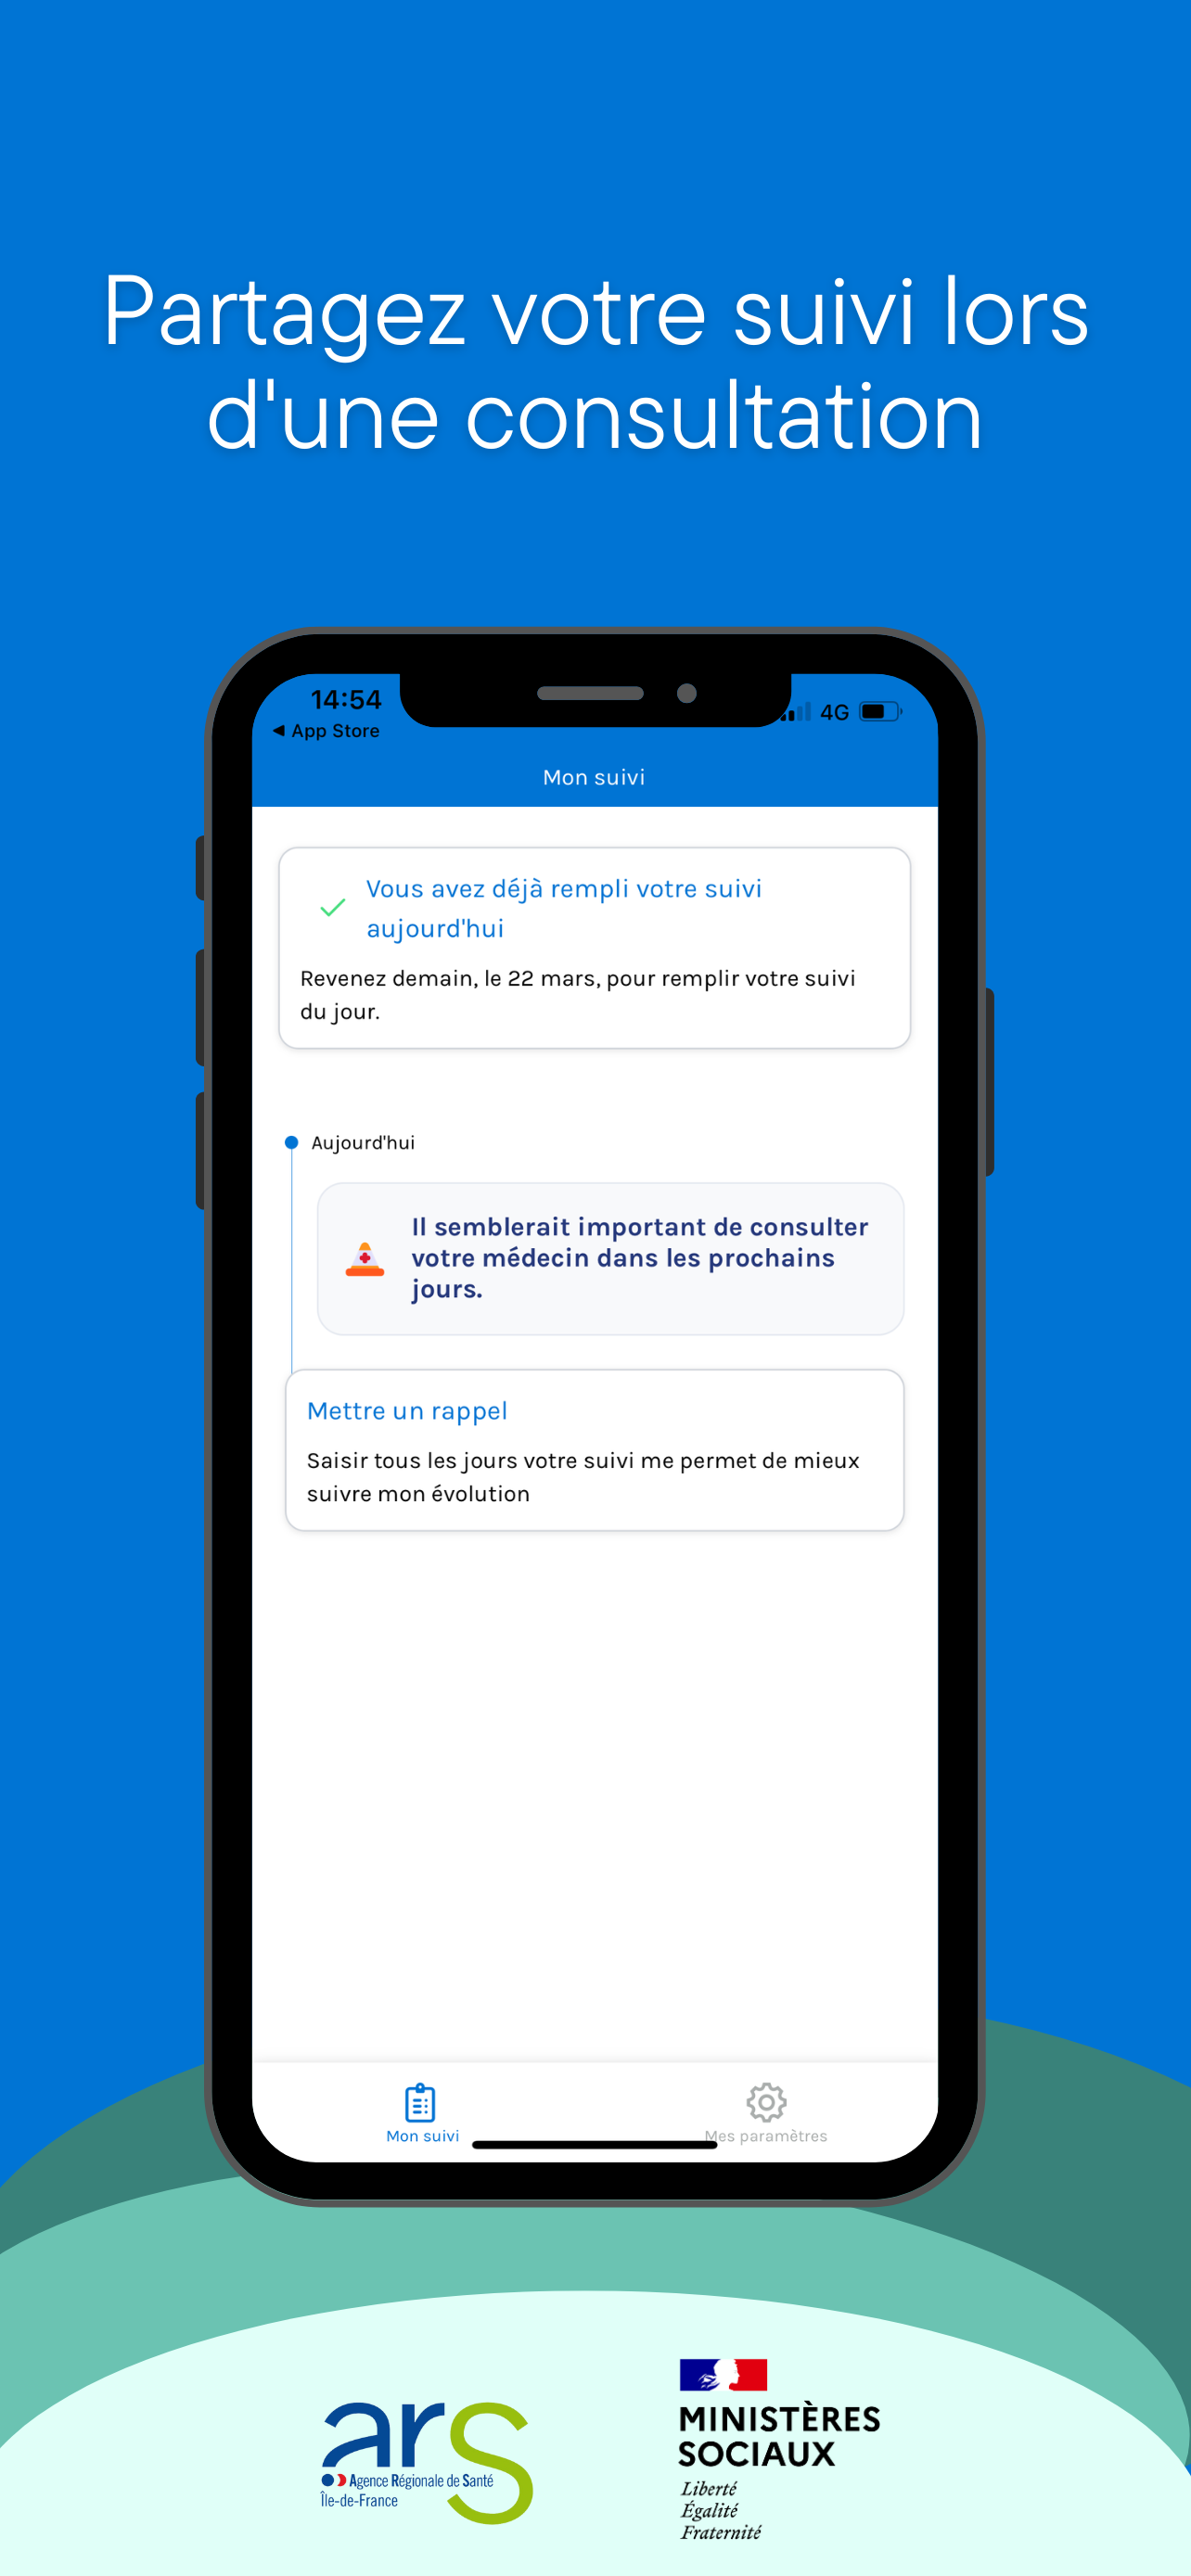 Partagez votre suivi lors
d'une consultation
14:54
4G
◀ App Store
Mon suivi
Vous avez déjà rempli votre suivi
aujourd'hui
Revenez demain, le 22 mars, pour remplir votre suivi
du jour.
Aujourd'hui
Il semblerait important de consulter
votre médecin dans les prochains
jours.
Mettre un rappel
Saisir tous les jours votre suivi me permet de mieux
suivre mon évolution
Mon suivi
Mes paramètres
ars
Agence Régionale de Santé
Île-de-France
MINISTÈRES
SOCIAUX
Liberté
Égalité
Fraternité